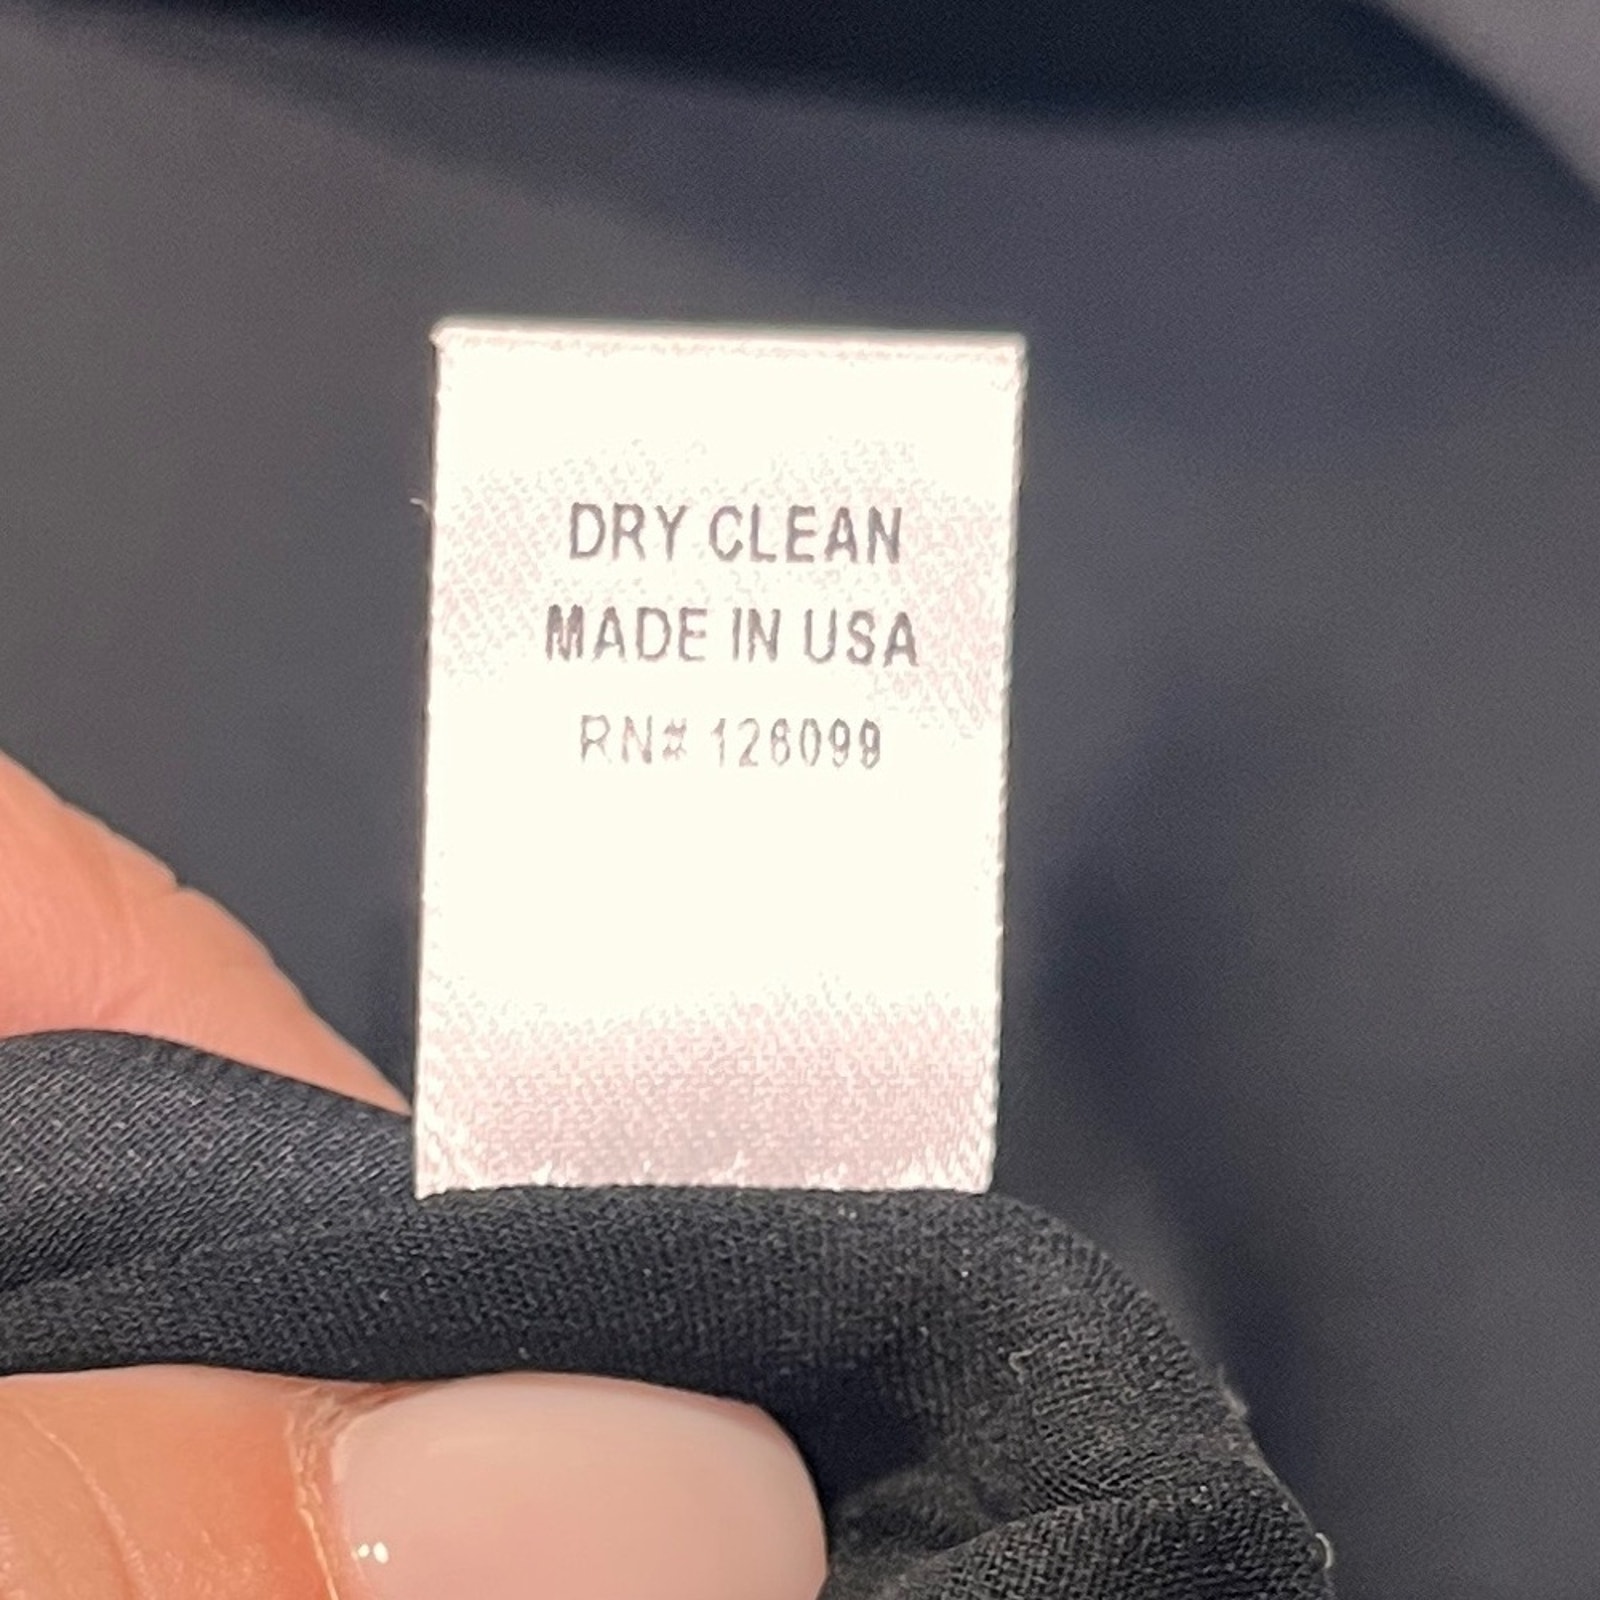 DRY CLEAN
MADE IN USA
RN# 126099